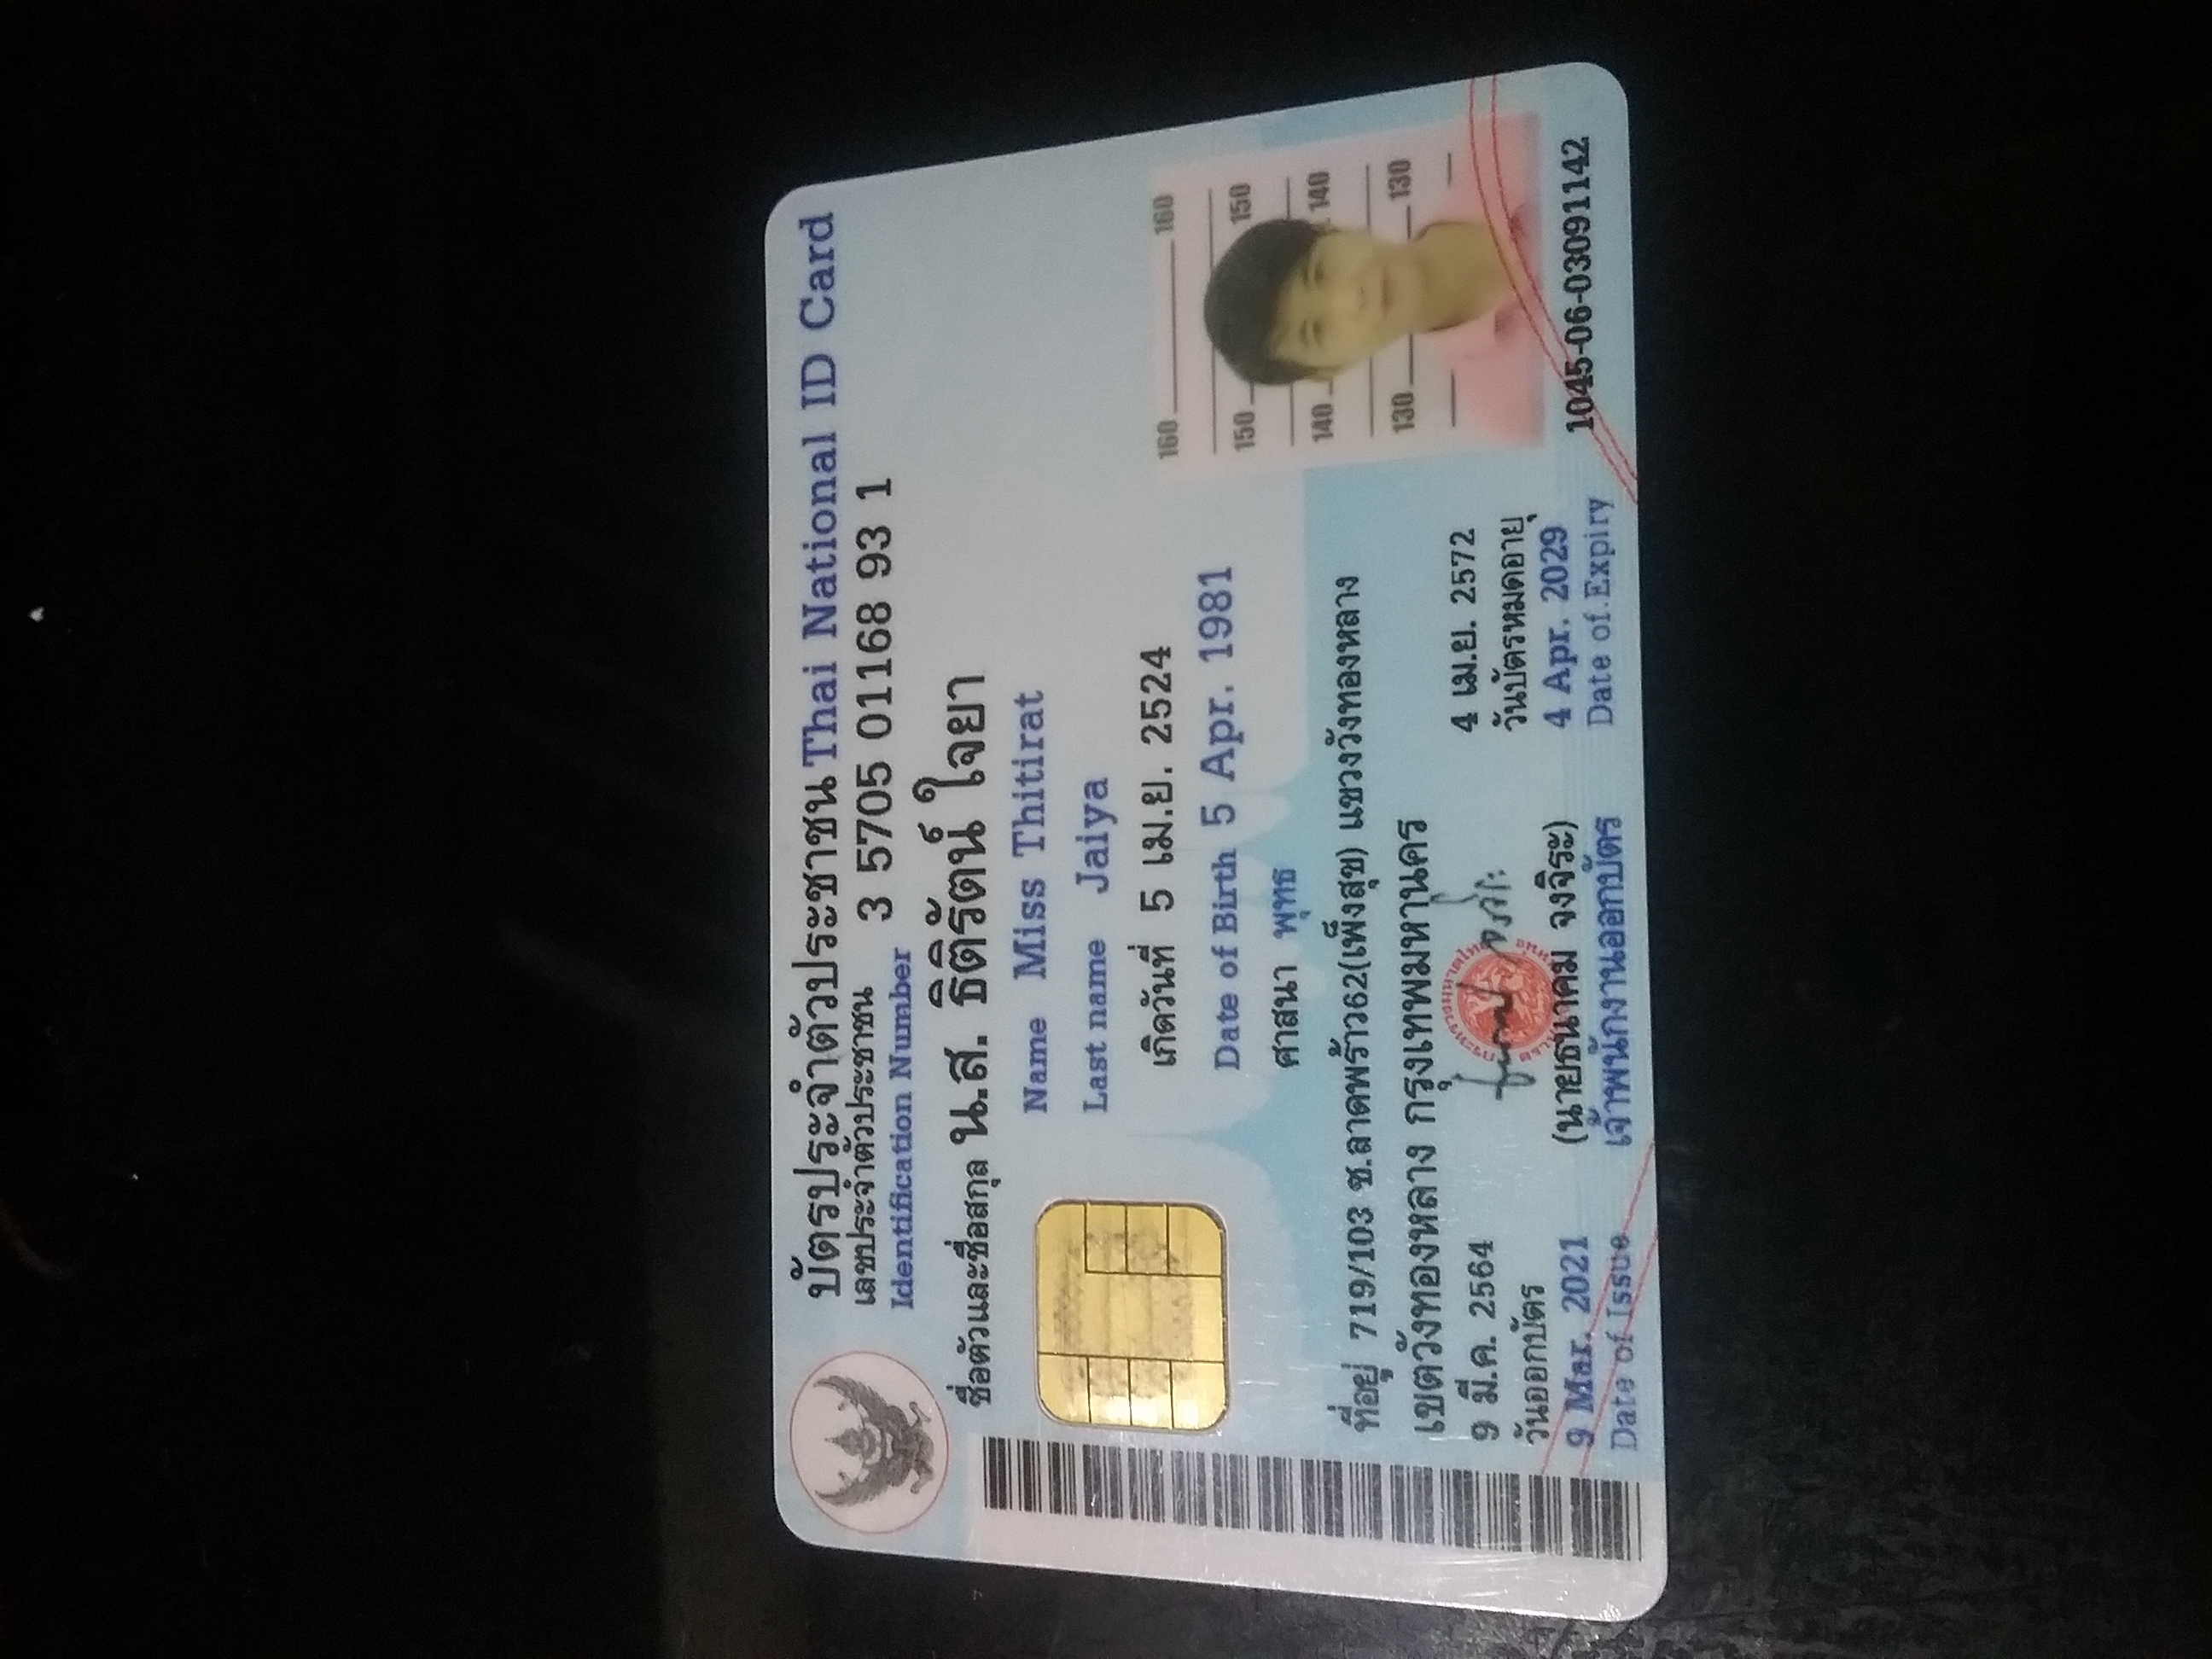 บัตรประจำตัวประชาชน Thai National ID Card
เลขประจำตัวประชาชน
Identification Number 3 5705 01168 93 1
ชื่อตัวและชื่อสกุล น.ส. ธิติรัตน์ ใจยา
Name Miss Thitirat
Last name Jaiya
เกิดวันที่ 5 เม.ย. 2524
Date of Birth 5 Apr. 1981
ศาสนา พุทธ
160 160
150 150
140 140
130 130
ที่อยู่ 719/103 ซ.ลาดพร้าว62(เพ็งสุข) แขวงวังทองหลาง
เขตวังทองหลาง กรุงเทพมหานคร
9 มี.ค. 2564
วันออกบัตร
9 Mar. 2021
Date of Issue
(นายธนาคม จงจิระ)
เจ้าพนักงานออกบัตร
4 เม.ย. 2572
วันบัตรหมดอายุ
4 Apr. 2029
Date of Expiry
1045-06-03091142